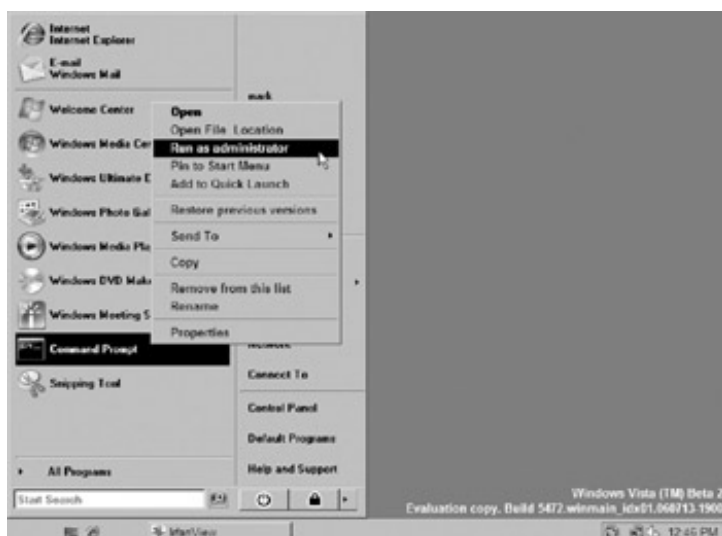 Internet
Internet Explorer
E-mail
Windows Mail
Welcome Center
Windows Media Cen
Windows Ultimate E
Windows Photo Gal
Windows Media Pla
Windows DVD Make
Windows Meeting S
Command Prompt
Snipping Tool
All Programs
Start Search
mark
Open
Open File Location
Run as administrator
Pin to Start Menu
Add to Quick Launch
Restore previous versions
Send To
Copy
Remove from this list
Rename
Properties
Network
Connect To
Control Panel
Default Programs
Help and Support
Windows Vista (TM) Beta 2
Evaluation copy. Build 5472.winmain_idx01.060713-1900
IrfanView
12:46 PM